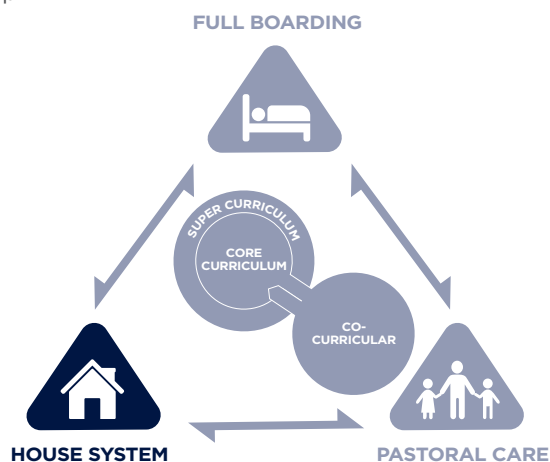 FULL BOARDING
SUPER CURRICULUM
CORE
CURRICULUM
CO-
CURRICULAR
HOUSE SYSTEM
PASTORAL CARE